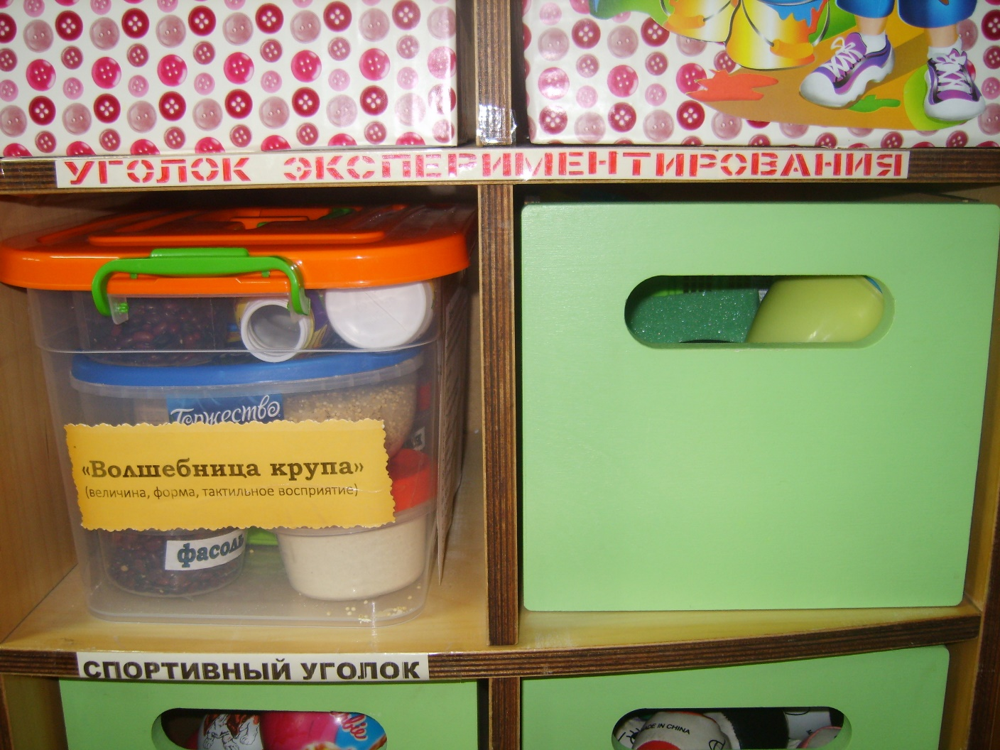 УГОЛОК ЭКСПЕРИМЕНТИРОВАНИЯ
Торжество
«Волшебница крупа»
(величина, форма, тактильное восприятие)
фасоль
СПОРТИВНЫЙ УГОЛОК
MADE IN CHINA